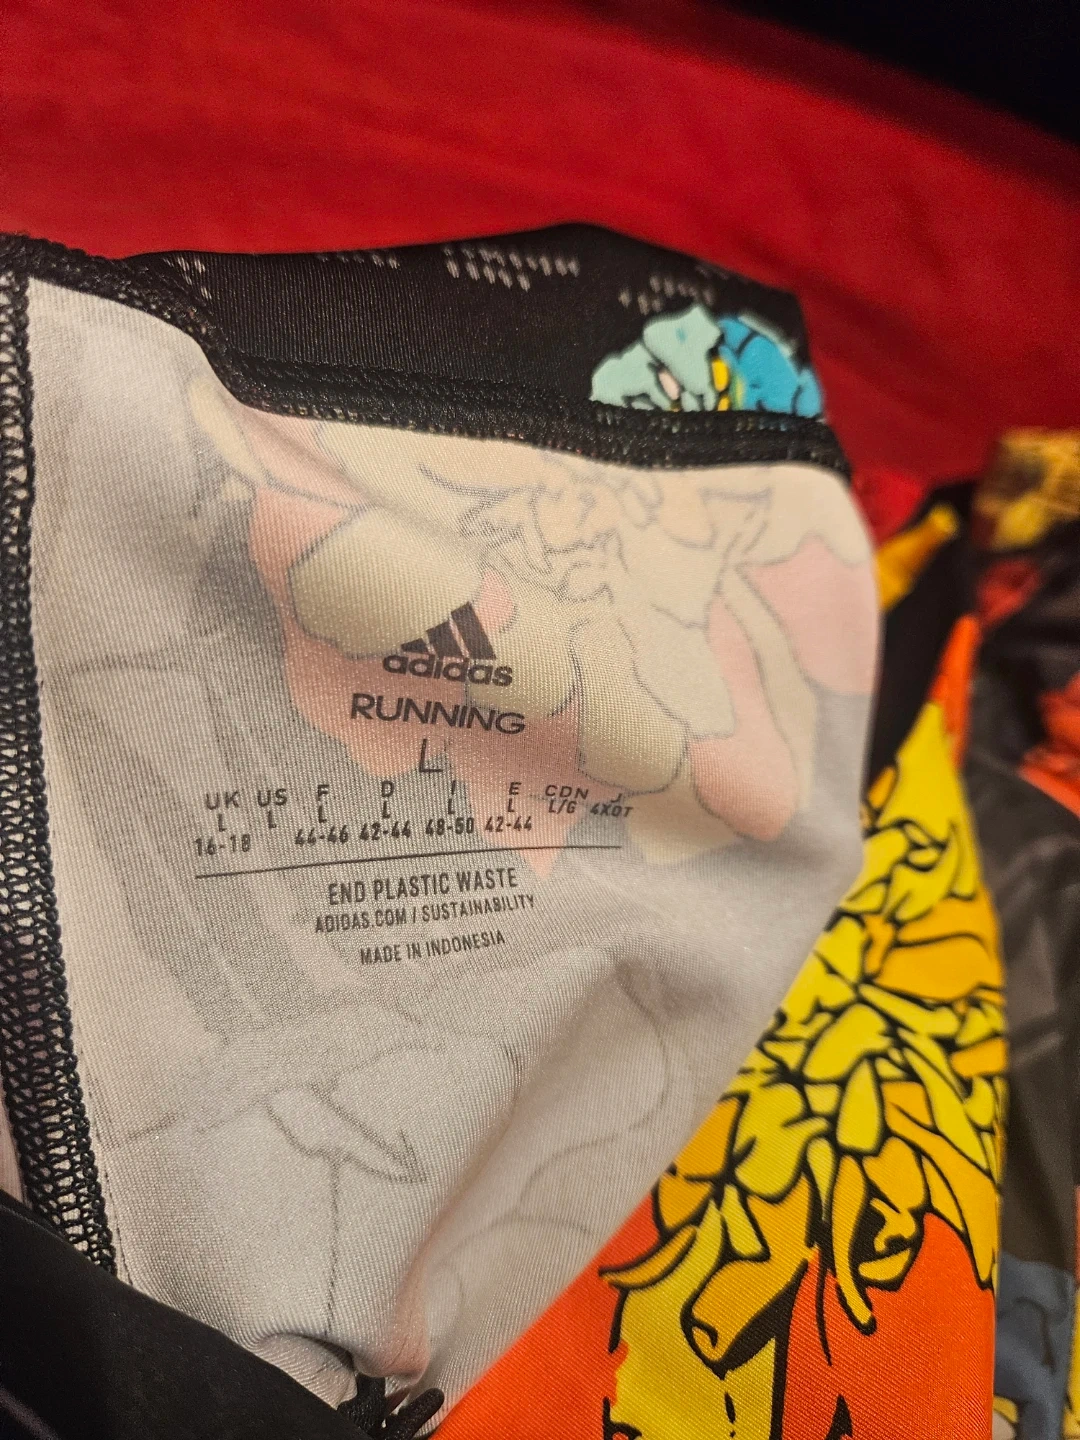 adidas
RUNNING
L
UK US F D I E CDN J
L L L L L L L/G 4XOT
16-18 44-46 42-44 48-50 42-44
END PLASTIC WASTE
ADIDAS.COM / SUSTAINABILITY
MADE IN INDONESIA